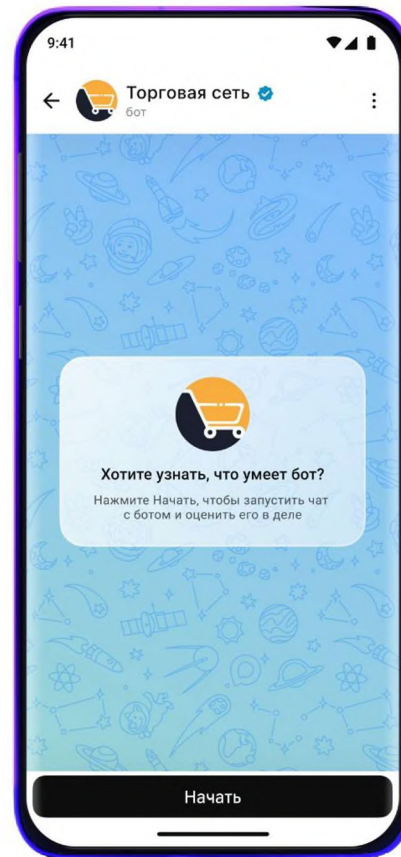 9:41
Торговая сеть
бот
Хотите узнать, что умеет бот?
Нажмите Начать, чтобы запустить чат
с ботом и оценить его в деле
Начать